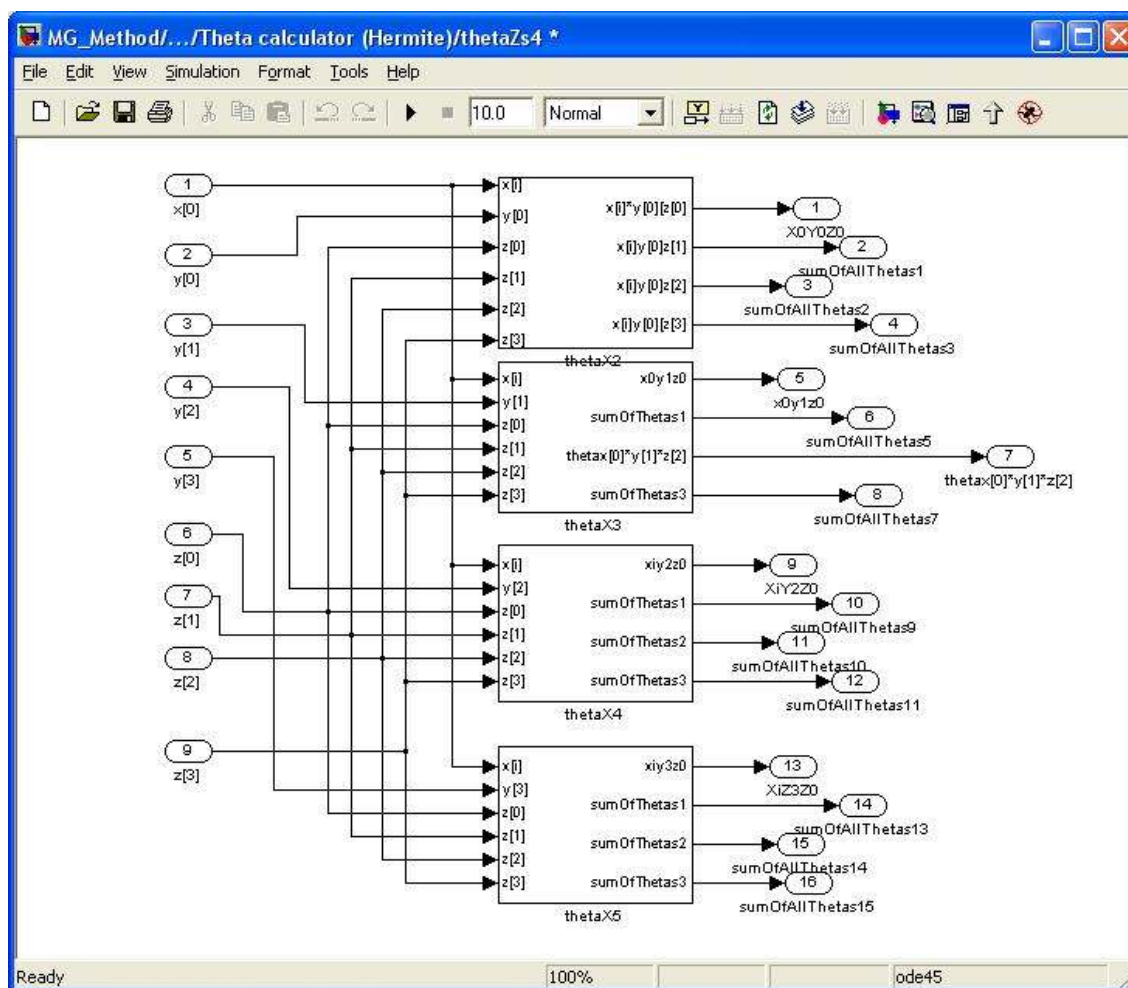 MG_Method/.../Theta calculator (Hermite)/thetaZs4 *
File Edit View Simulation Format Tools Help
10.0 Normal
1
x[0]
2
y[0]
3
y[1]
4
y[2]
5
y[3]
6
z[0]
7
z[1]
8
z[2]
9
z[3]
x[i]
y[0]
z[0]
z[1]
z[2]
z[3]
x[i]*y[0][z[0]
x[i]y[0]z[1]
x[i]y[0]z[2]
x[i]y[0][z[3]
thetaX2
1
X0Y0Z0
2
sumOfAllThetas1
3
sumOfAllThetas2
4
sumOfAllThetas3
x[i]
y[1]
z[0]
z[1]
z[2]
z[3]
x0y1z0
sumOfThetas1
thetax[0]*y[1]*z[2]
sumOfThetas3
thetaX3
5
x0y1z0
6
sumOfAllThetas5
7
thetax[0]*y[1]*z[2]
8
sumOfAllThetas7
x[i]
y[2]
z[0]
z[1]
z[2]
z[3]
xiy2z0
sumOfThetas1
sumOfThetas2
sumOfThetas3
thetaX4
9
XiY2Z0
10
sumOfAllThetas9
11
sumOfAllThetas10
12
sumOfAllThetas11
x[i]
y[3]
z[0]
z[1]
z[2]
z[3]
xiy3z0
sumOfThetas1
sumOfThetas2
sumOfThetas3
thetaX5
13
XiZ3Z0
14
sumOfAllThetas13
15
sumOfAllThetas14
16
sumOfAllThetas15
Ready 100% ode45